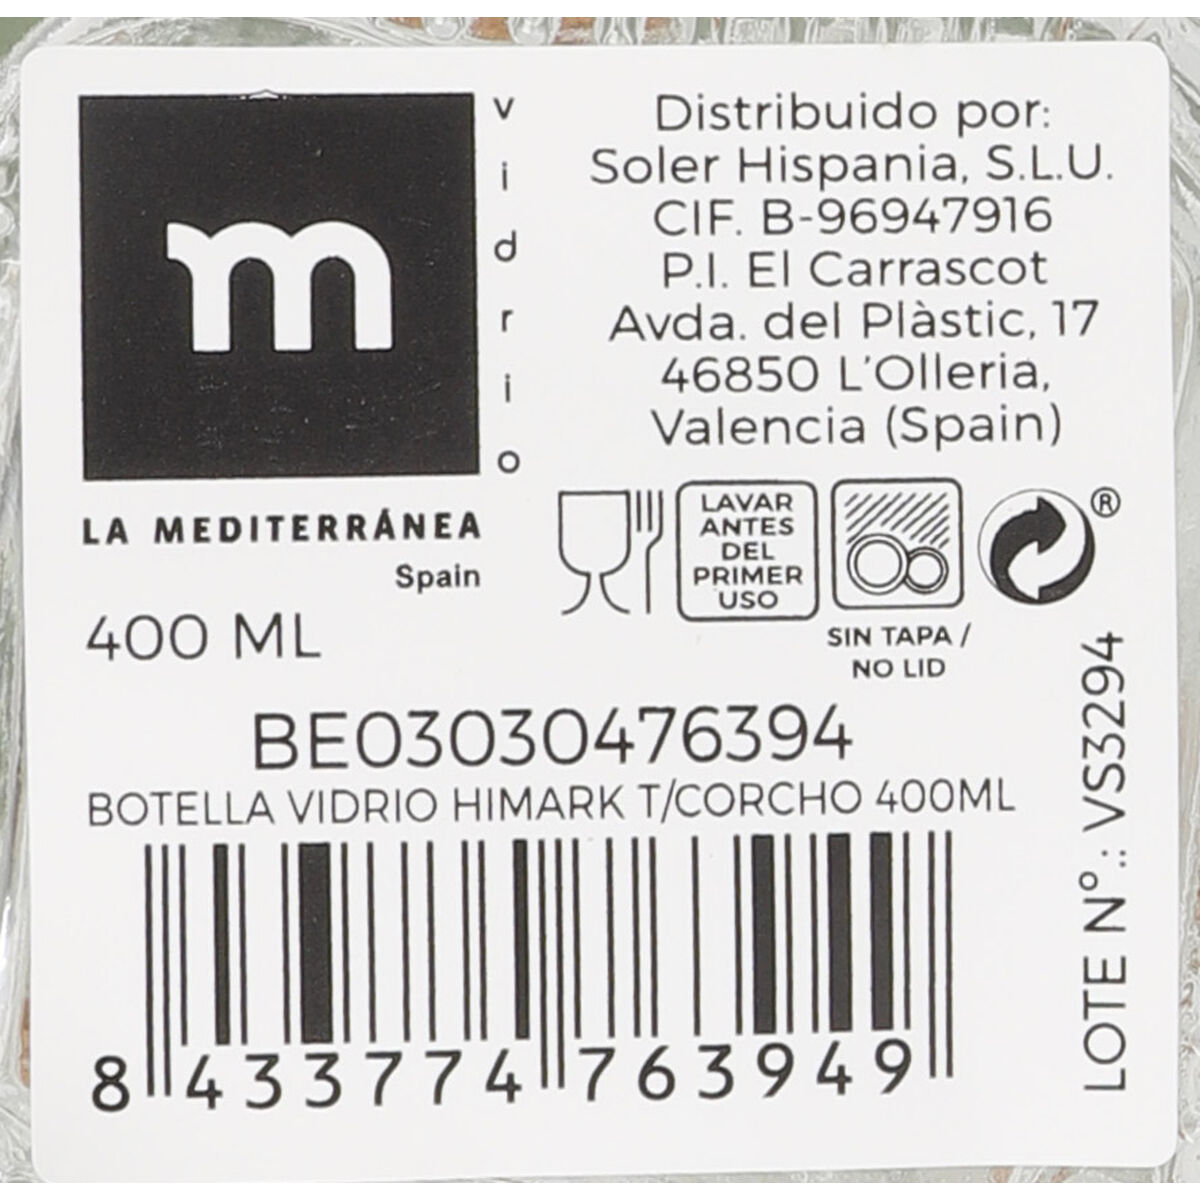 m
vidrio
LA MEDITERRÁNEA
Spain
400 ML
Distribuido por:
Soler Hispania, S.L.U.
CIF. B-96947916
P.I. El Carrascot
Avda. del Plàstic, 17
46850 L'Olleria,
Valencia (Spain)
LAVAR
ANTES
DEL
PRIMER
USO
®
SIN TAPA /
NO LID
BE03030476394
BOTELLA VIDRIO HIMARK T/CORCHO 400ML
8 433774 763949
LOTE Nº.: VS3294